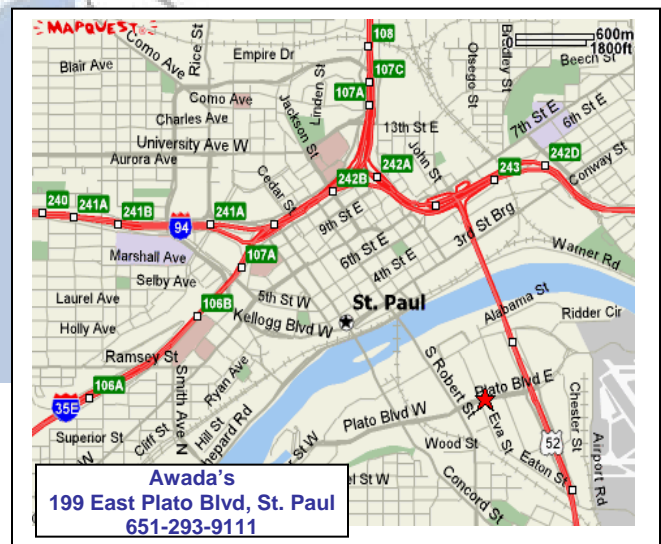 MAPQUEST
600m
1800ft
108
107C
107A
Rice St
Como Ave
Empire Dr
Blair Ave
Linden St
Otsego St
Bradley St
Beech St
Como Ave
Jackson St
Charles Ave
13th St E
7th St E
6th St E
University Ave W
Aurora Ave
John St
242A
242B
243
242D
Conway St
Cedar St
240
241A
241B
241A
94
9th St E
3rd St Brg
Marshall Ave
107A
6th St E
4th St E
Warner Rd
Selby Ave
5th St W
St. Paul
Alabama St
Laurel Ave
106B
Kellogg Blvd W
Ridder Cir
Holly Ave
Ramsey St
Ryan Ave
S Robert St
Plato Blvd E
106A
Smith Ave N
35E
Hill St
Cliff St
Shepard Rd
Plato Blvd W
Eva St
Chester St
Superior St
Wood St
52
Airport Rd
Eaton St
Concord St
Awada's
199 East Plato Blvd, St. Paul
651-293-9111